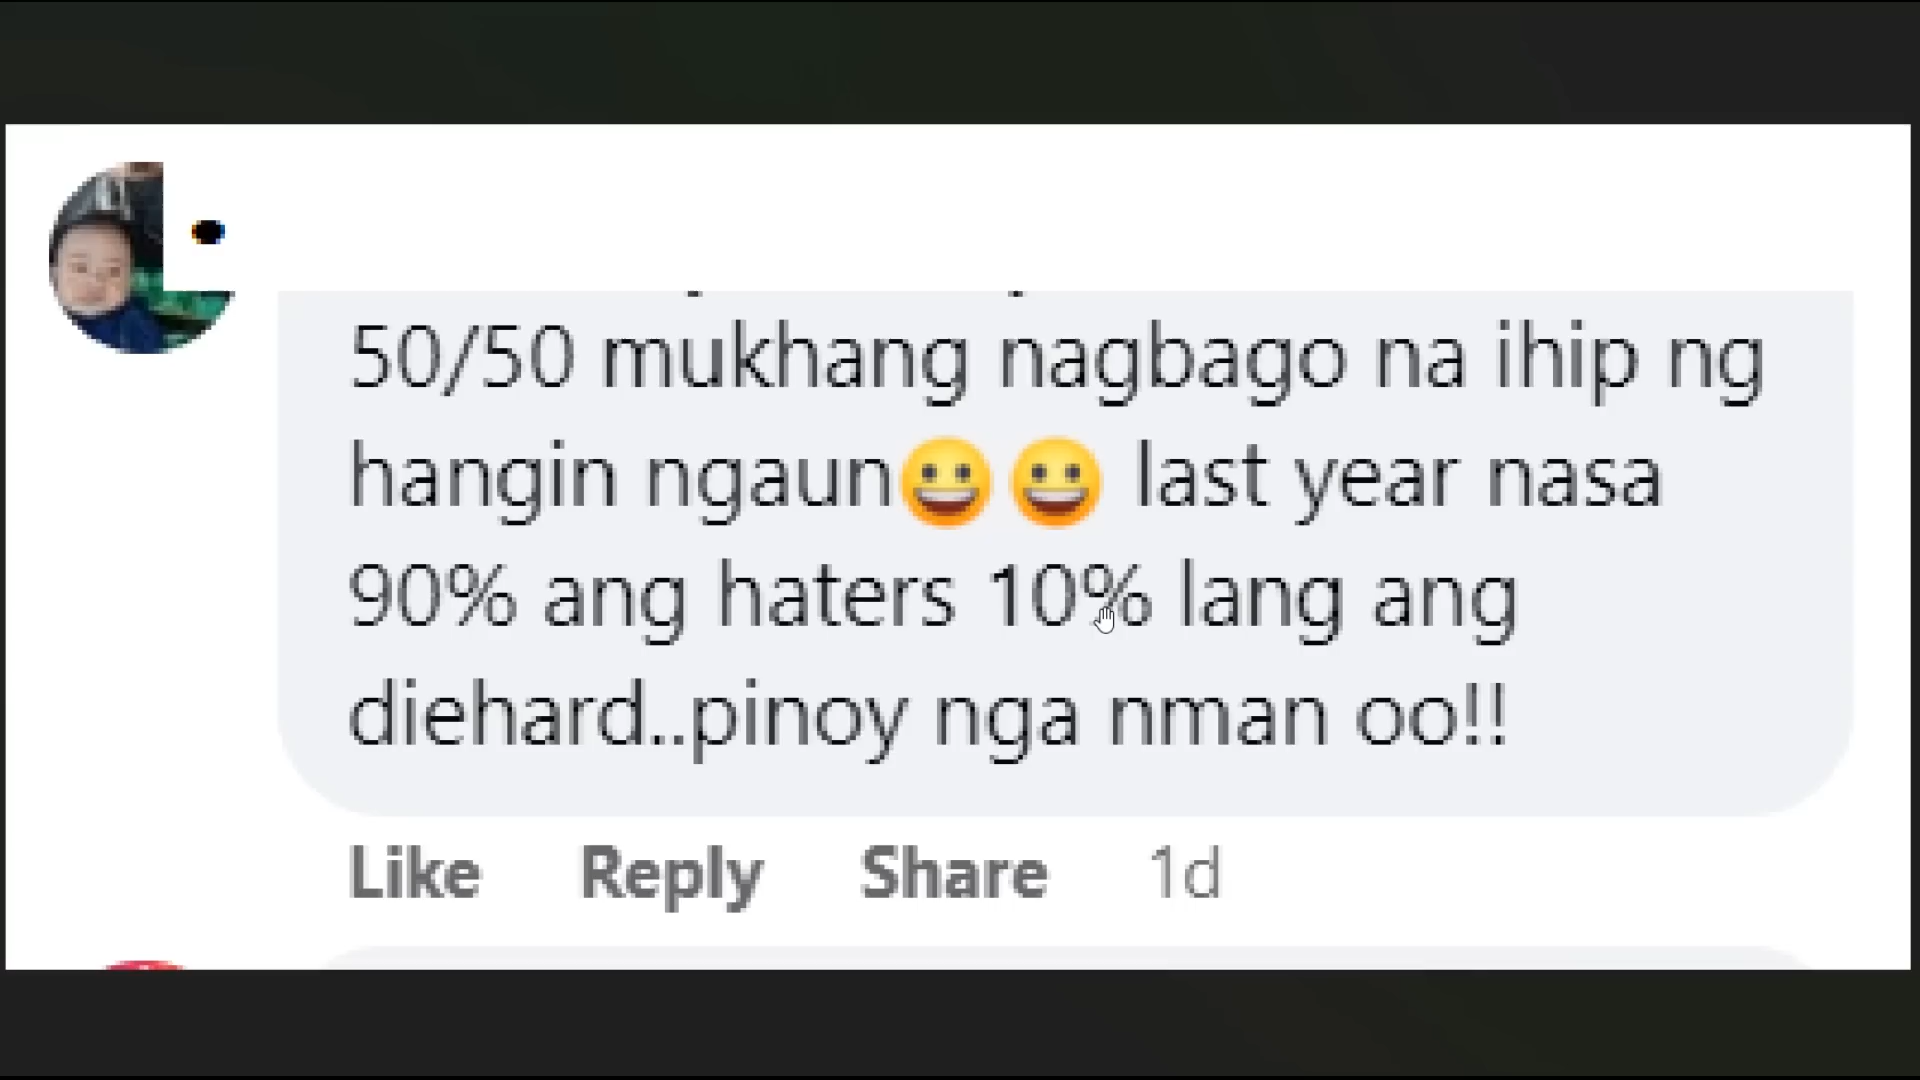 50/50 mukhang nagbago na ihip ng
hangin ngaun😀😀 last year nasa
90% ang haters 10% lang ang
diehard..pinoy nga nman oo!!
Like Reply Share 1d